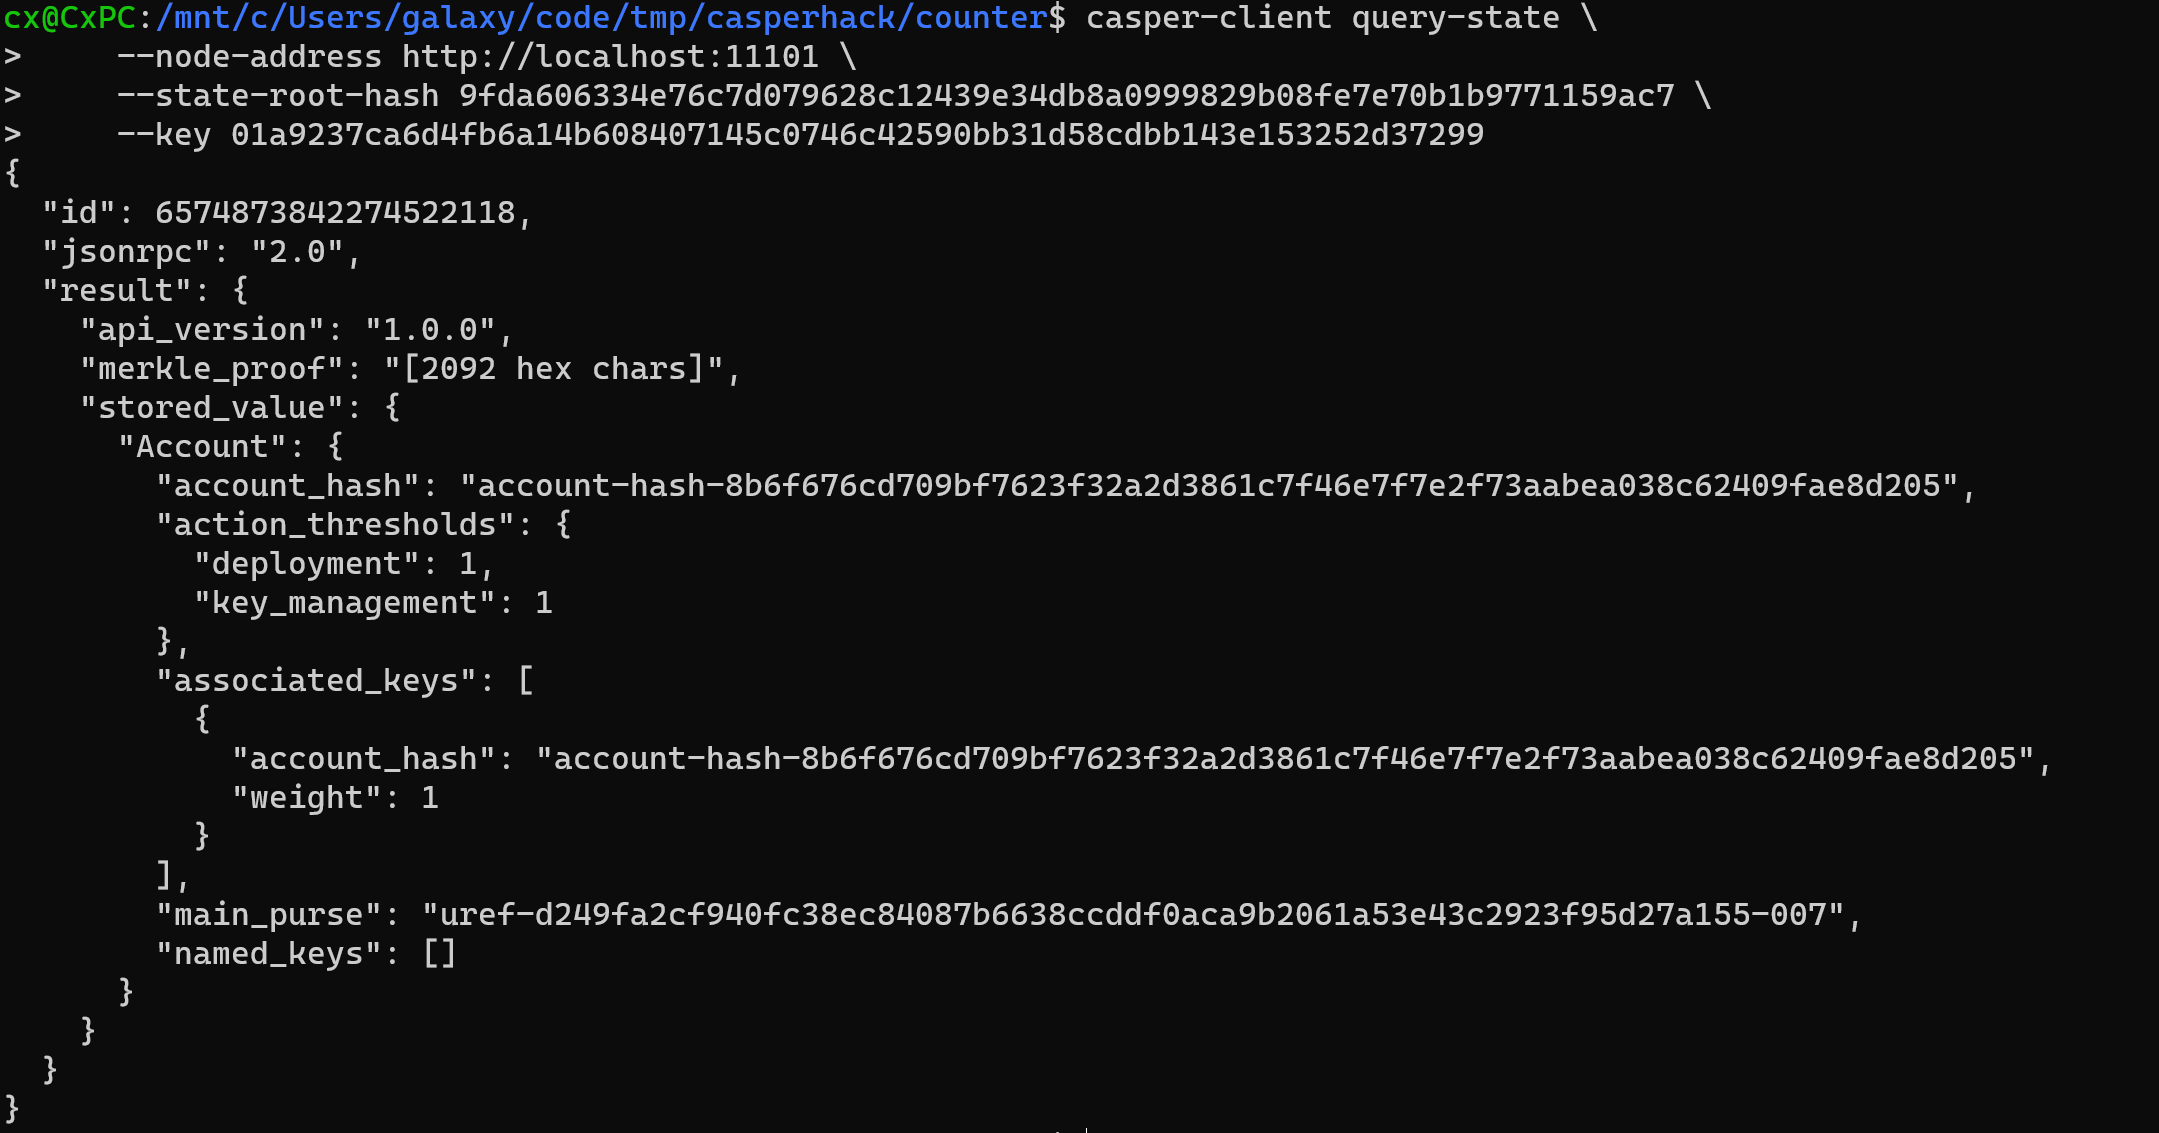 cx@CxPC:/mnt/c/Users/galaxy/code/tmp/casperhack/counter$ casper-client query-state \
>     --node-address http://localhost:11101 \
>     --state-root-hash 9fda606334e76c7d079628c12439e34db8a0999829b08fe7e70b1b9771159ac7 \
>     --key 01a9237ca6d4fb6a14b608407145c0746c42590bb31d58cdbb143e153252d37299
{
  "id": 6574873842274522118,
  "jsonrpc": "2.0",
  "result": {
    "api_version": "1.0.0",
    "merkle_proof": "[2092 hex chars]",
    "stored_value": {
      "Account": {
        "account_hash": "account-hash-8b6f676cd709bf7623f32a2d3861c7f46e7f7e2f73aabea038c62409fae8d205",
        "action_thresholds": {
          "deployment": 1,
          "key_management": 1
        },
        "associated_keys": [
          {
            "account_hash": "account-hash-8b6f676cd709bf7623f32a2d3861c7f46e7f7e2f73aabea038c62409fae8d205",
            "weight": 1
          }
        ],
        "main_purse": "uref-d249fa2cf940fc38ec84087b6638ccddf0aca9b2061a53e43c2923f95d27a155-007",
        "named_keys": []
      }
    }
  }
}